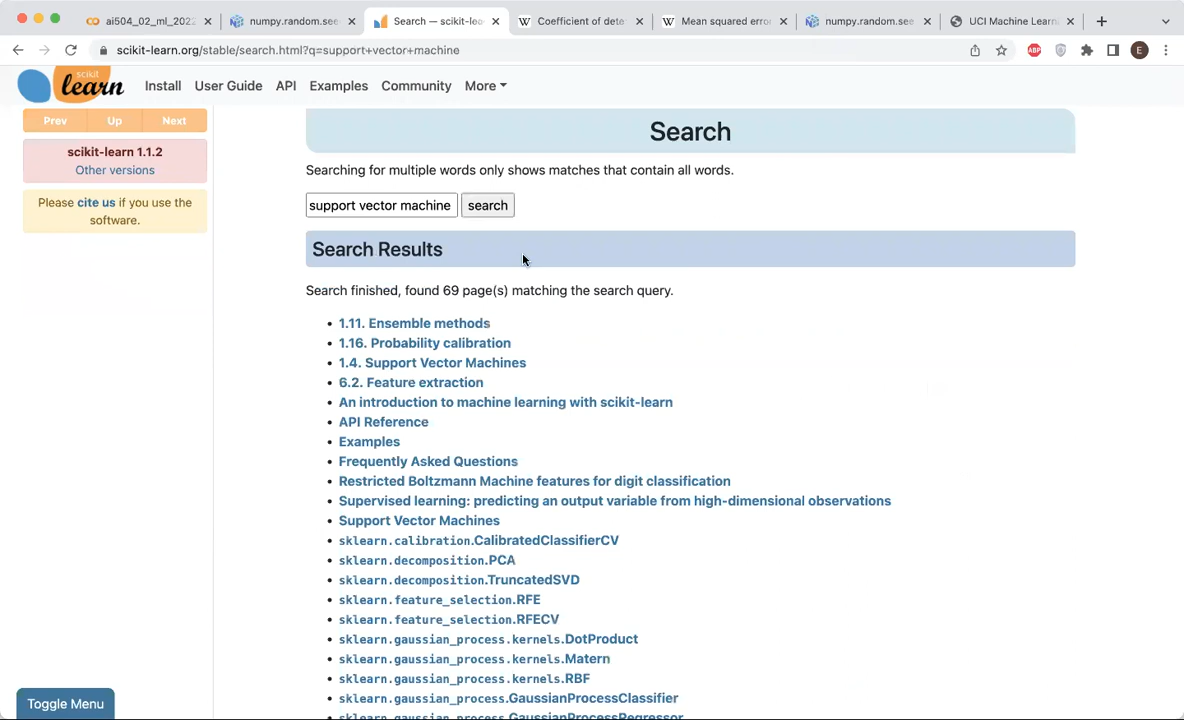 ai504_02_ml_2022
numpy.random.see
Search — scikit-lea
Coefficient of dete
Mean squared erro
numpy.random.see
UCI Machine Learn
scikit-learn.org/stable/search.html?q=support+vector+machine
ABP
E
scikit
learn
Install
User Guide
API
Examples
Community
More
Prev
Up
Next
scikit-learn 1.1.2
Other versions
Please cite us if you use the
software.
Search
Searching for multiple words only shows matches that contain all words.
support vector machine
search
Search Results
Search finished, found 69 page(s) matching the search query.
1.11. Ensemble methods
1.16. Probability calibration
1.4. Support Vector Machines
6.2. Feature extraction
An introduction to machine learning with scikit-learn
API Reference
Examples
Frequently Asked Questions
Restricted Boltzmann Machine features for digit classification
Supervised learning: predicting an output variable from high-dimensional observations
Support Vector Machines
sklearn.calibration.CalibratedClassifierCV
sklearn.decomposition.PCA
sklearn.decomposition.TruncatedSVD
sklearn.feature_selection.RFE
sklearn.feature_selection.RFECV
sklearn.gaussian_process.kernels.DotProduct
sklearn.gaussian_process.kernels.Matern
sklearn.gaussian_process.kernels.RBF
sklearn.gaussian_process.GaussianProcessClassifier
sklearn.gaussian_process.GaussianProcessRegressor
Toggle Menu